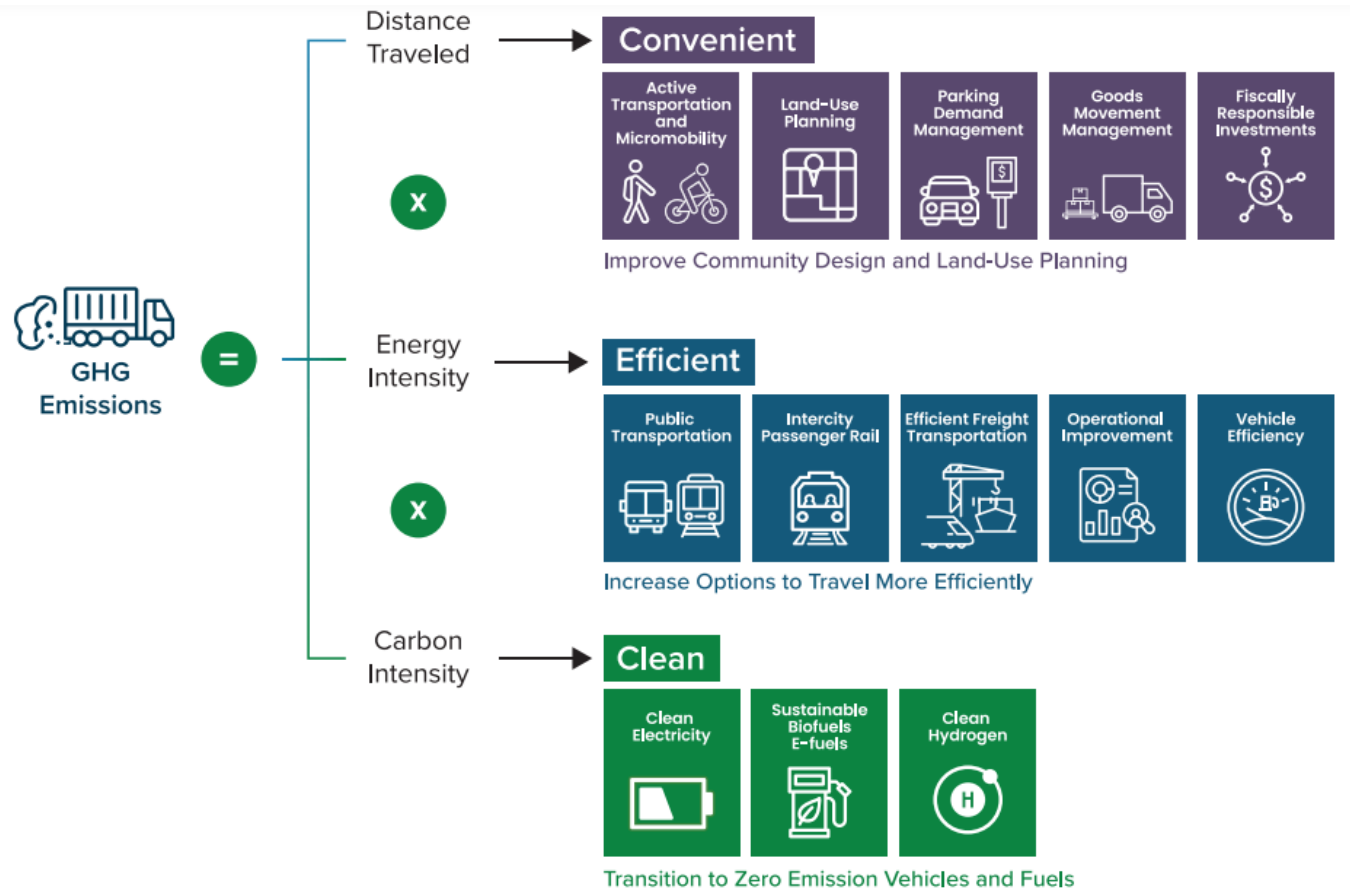 Distance
Traveled
Convenient
Active
Transportation
and
Micromobility
Land-Use
Planning
Parking
Demand
Management
$
Goods
Movement
Management
Fiscally
Responsible
Investments
$
Improve Community Design and Land-Use Planning
X
GHG
Emissions
=
Energy
Intensity
Efficient
Public
Transportation
Intercity
Passenger Rail
Efficient Freight
Transportation
Operational
Improvement
Vehicle
Efficiency
Increase Options to Travel More Efficiently
X
Carbon
Intensity
Clean
Clean
Electricity
Sustainable
Biofuels
E-fuels
Clean
Hydrogen
H
Transition to Zero Emission Vehicles and Fuels